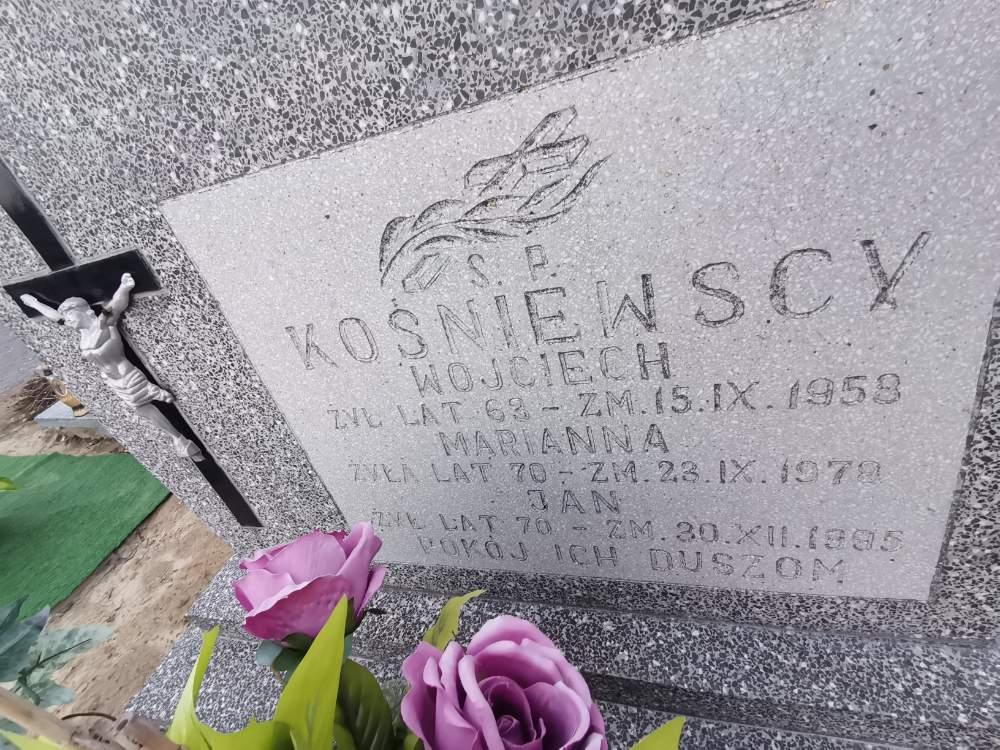 Ś. P.
KOŚNIEWSCY
WOJCIECH
ŻYŁ LAT 63 - ZM. 15. IX. 1958
MARIANNA
ŻYŁA LAT 70 - ZM. 23. IX. 1978
JAN
ŻYŁ LAT 70 - ZM. 30. XII. 1995
POKÓJ ICH DUSZOM